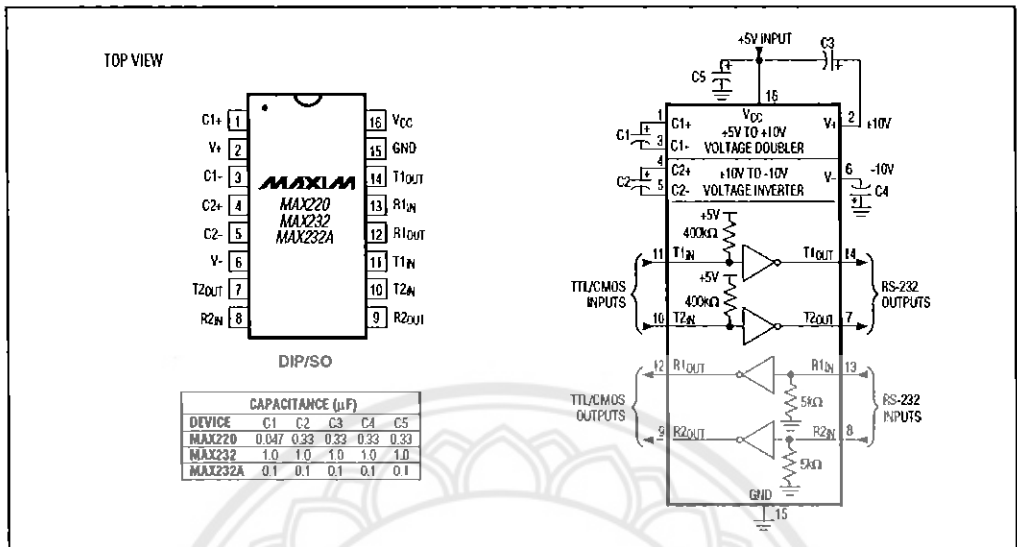 TOP VIEW
C1+ 1
V+ 2
C1- 3
C2+ 4
C2- 5
V- 6
T2OUT 7
R2IN 8
MAXIM
MAX220
MAX232
MAX232A
16 VCC
15 GND
14 T1OUT
13 R1IN
12 R1OUT
11 T1IN
10 T2IN
9 R2OUT
DIP/SO
CAPACITANCE (µF)
DEVICE C1 C2 C3 C4 C5
MAX220 0.047 0.33 0.33 0.33 0.33
MAX232 1.0 1.0 1.0 1.0 1.0
MAX232A 0.1 0.1 0.1 0.1 0.1
+5V INPUT
C3
C5
16
VCC
1 C1+
C1
3 C1-
+5V TO +10V
VOLTAGE DOUBLER
V+ 2 +10V
4 C2+
C2
5 C2-
+10V TO -10V
VOLTAGE INVERTER
V- 6 -10V
C4
+5V
400kΩ
11 T1IN T1OUT 14
+5V
TTL/CMOS
INPUTS
RS-232
OUTPUTS
400kΩ
10 T2IN T2OUT 7
12 R1OUT R1IN 13
TTL/CMOS
OUTPUTS
5kΩ
RS-232
INPUTS
9 R2OUT R2IN 8
5kΩ
GND
15